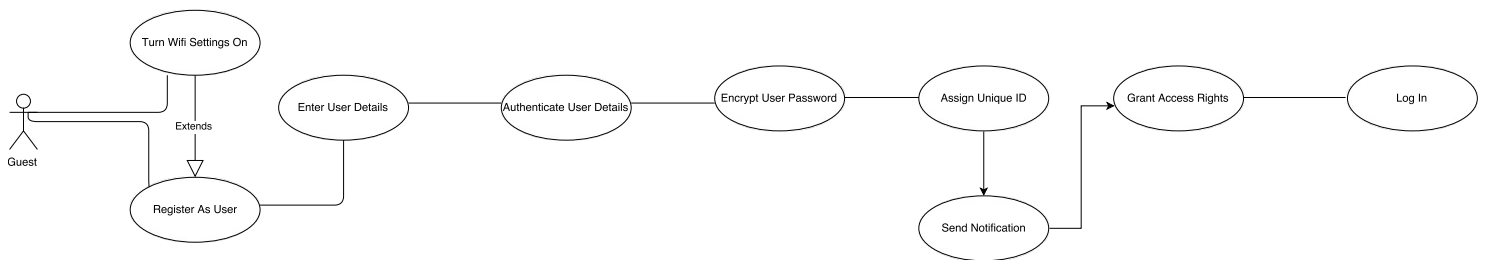 Turn Wifi Settings On
Guest
Extends
Register As User
Enter User Details
Authenticate User Details
Encrypt User Password
Assign Unique ID
Send Notification
Grant Access Rights
Log In